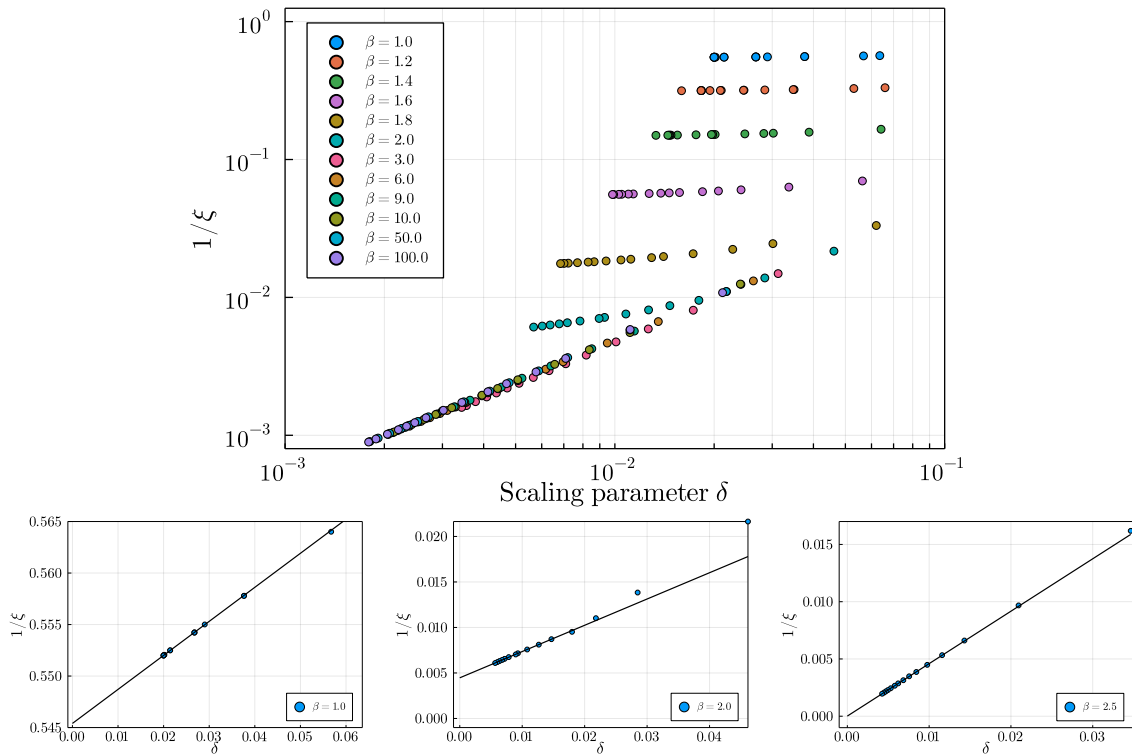 10⁰
10⁻¹
10⁻²
10⁻³
1/ξ
β = 1.0
β = 1.2
β = 1.4
β = 1.6
β = 1.8
β = 2.0
β = 3.0
β = 6.0
β = 9.0
β = 10.0
β = 50.0
β = 100.0
10⁻³ 10⁻² 10⁻¹
Scaling parameter δ
0.565
0.560
0.555
0.550
0.545
1/ξ
β = 1.0
0.00 0.01 0.02 0.03 0.04 0.05 0.06
δ
0.020
0.015
0.010
0.005
0.000
1/ξ
β = 2.0
0.00 0.01 0.02 0.03 0.04
δ
0.015
0.010
0.005
0.000
1/ξ
β = 2.5
0.00 0.01 0.02 0.03
δ